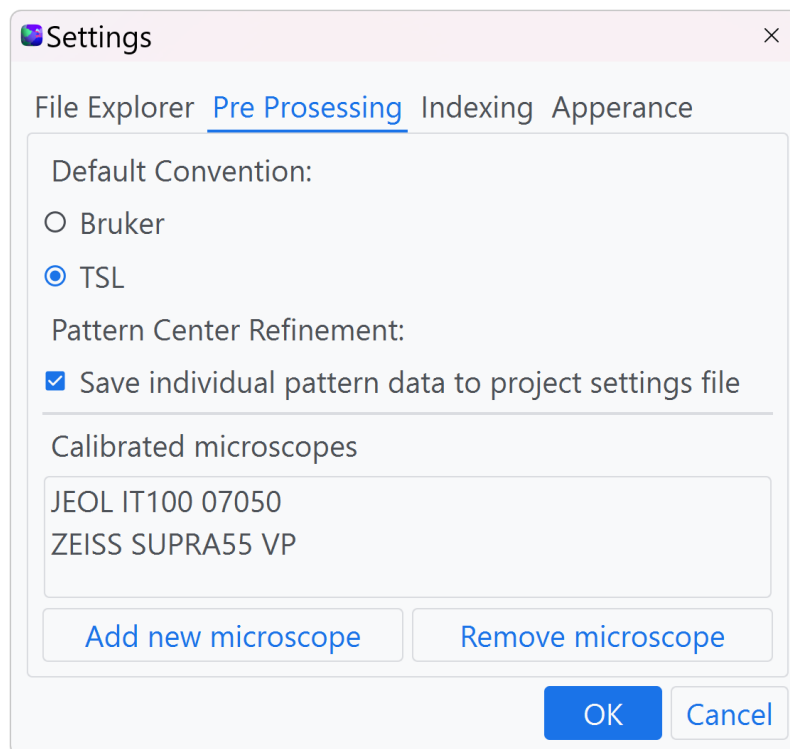 Settings
File Explorer Pre Prosessing Indexing Apperance
Default Convention:
Bruker
TSL
Pattern Center Refinement:
Save individual pattern data to project settings file
Calibrated microscopes
JEOL IT100 07050
ZEISS SUPRA55 VP
Add new microscope Remove microscope
OK Cancel